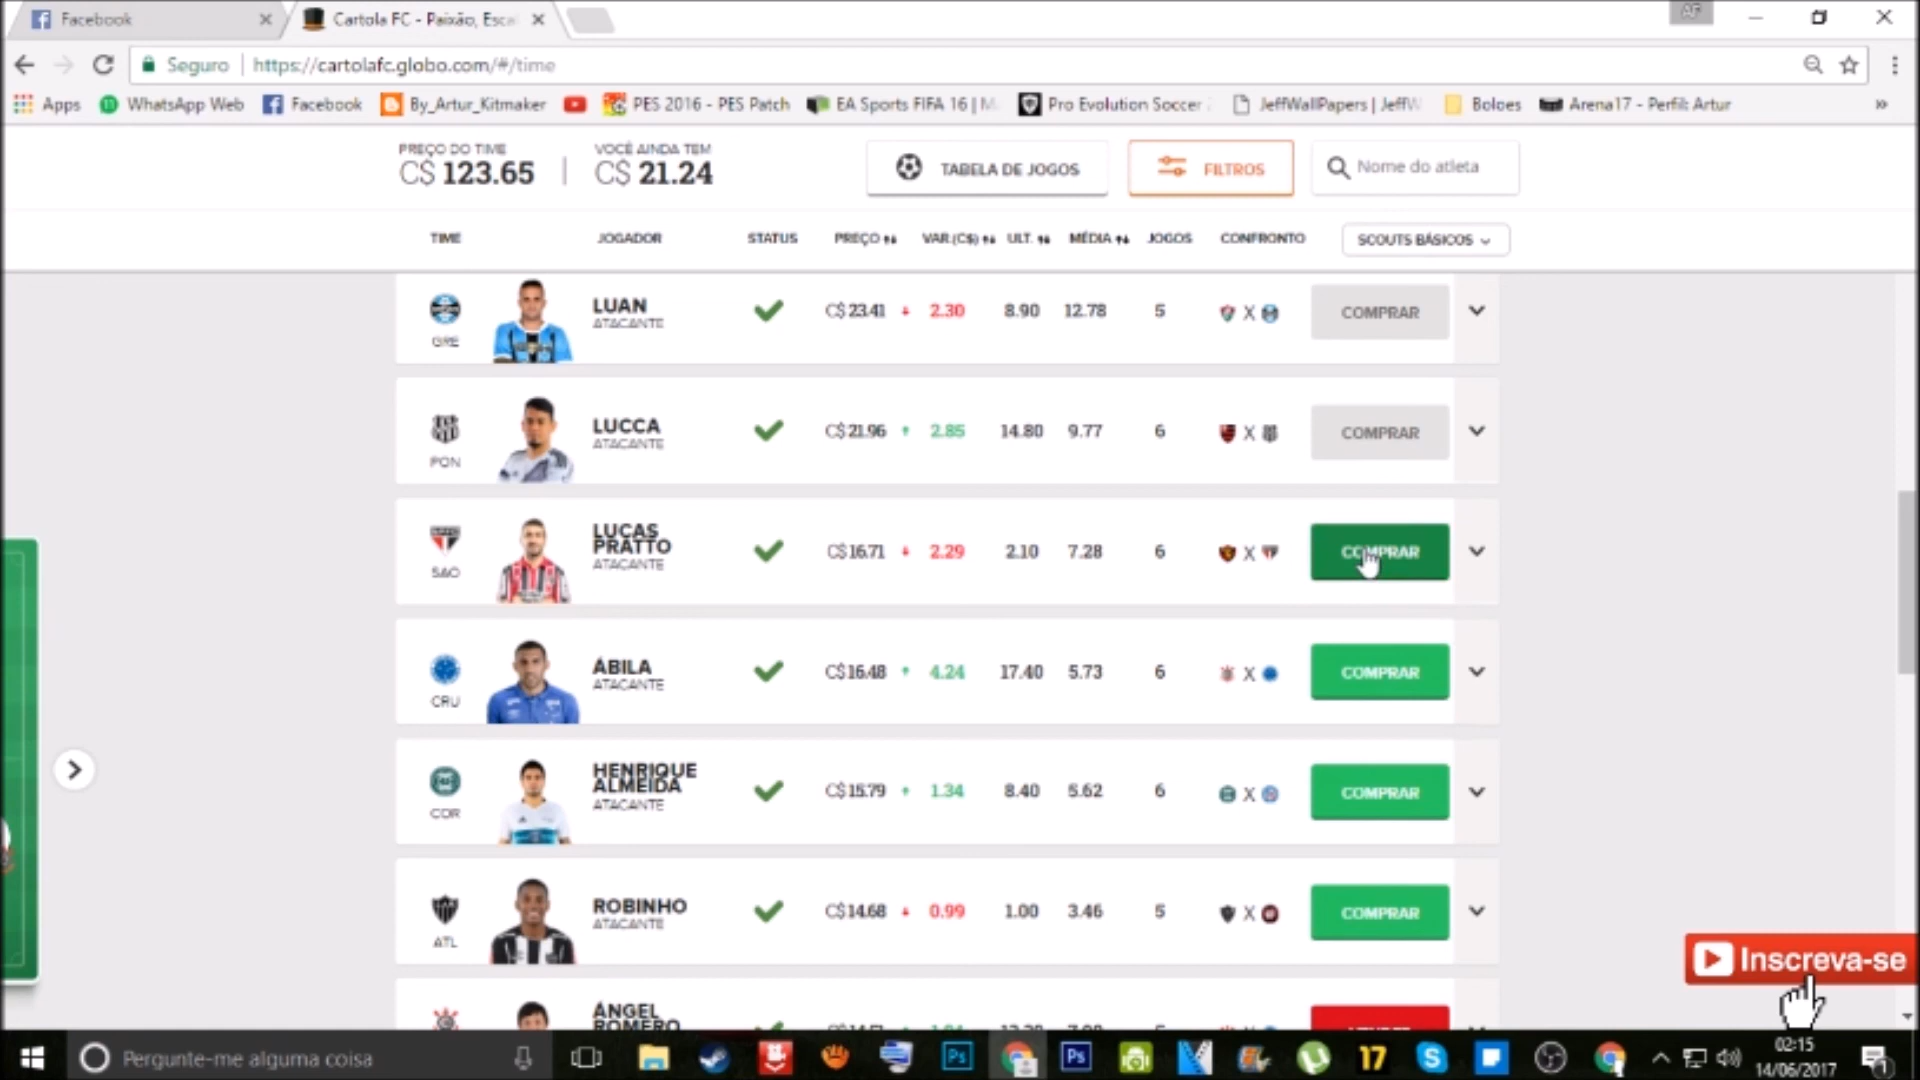 Facebook
Cartola FC - Paixão, Esca
AF
Seguro
https://cartolafc.globo.com/#/time
Apps
WhatsApp Web
Facebook
By_Artur_Kitmaker
PES 2016 - PES Patch
EA Sports FIFA 16 | M
Pro Evolution Soccer
JeffWallPapers | JeffW
Boloes
Arena17 - Perfil: Artur
»
PREÇO DO TIME
C$ 123.65
VOCÊ AINDA TEM
C$ 21.24
TABELA DE JOGOS
FILTROS
Nome do atleta
TIME JOGADOR STATUS PREÇO VAR.(C$) ULT. MÉDIA JOGOS CONFRONTO SCOUTS BÁSICOS
GRE
LUAN
ATACANTE
C$ 23.41 2.30 8.90 12.78 5 X COMPRAR
PON
LUCCA
ATACANTE
C$ 21.96 2.85 14.80 9.77 6 X COMPRAR
SAO
LUCAS
PRATTO
ATACANTE
C$ 16.71 2.29 2.10 7.28 6 X COMPRAR
CRU
ÁBILA
ATACANTE
C$ 16.48 4.24 17.40 5.73 6 X COMPRAR
COR
HENRIQUE
ALMEIDA
ATACANTE
C$ 15.79 1.34 8.40 5.62 6 X COMPRAR
ATL
ROBINHO
ATACANTE
C$ 14.68 0.99 1.00 3.46 5 X COMPRAR
ÁNGEL
ROMERO
Inscreva-se
Pergunte-me alguma coisa
Ps
Ps
17
02:15
14/06/2017
1